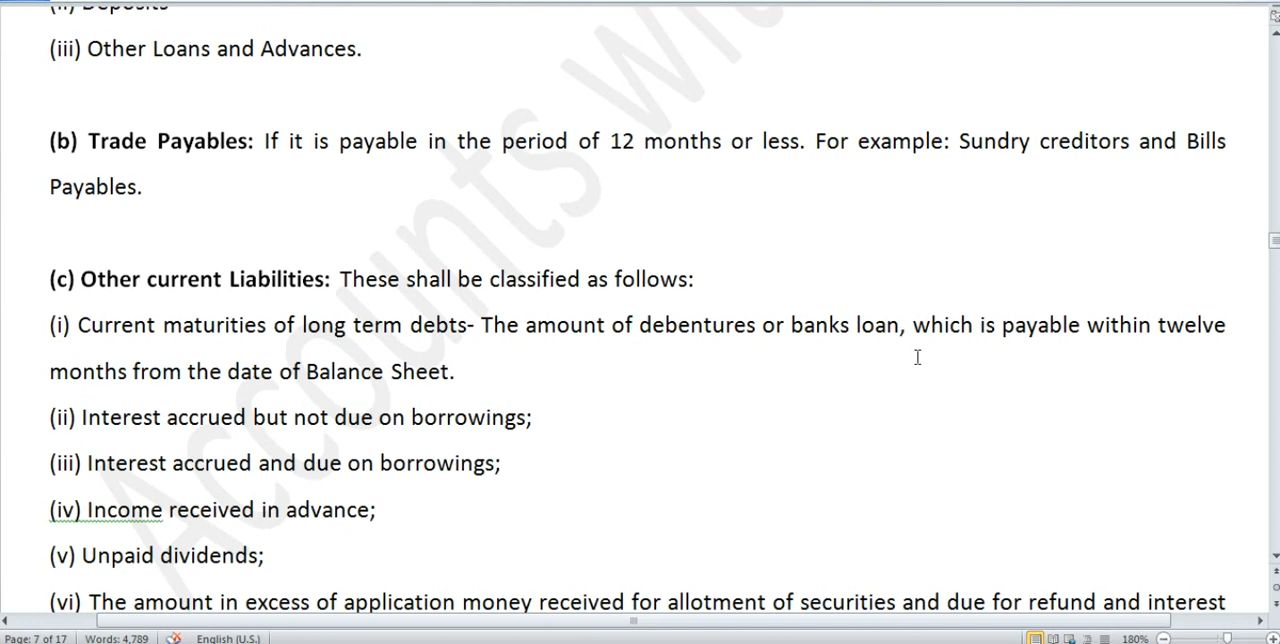 (ii) Deposits
(iii) Other Loans and Advances.
(b) Trade Payables: If it is payable in the period of 12 months or less. For example: Sundry creditors and Bills
Payables.
(c) Other current Liabilities: These shall be classified as follows:
(i) Current maturities of long term debts- The amount of debentures or banks loan, which is payable within twelve
months from the date of Balance Sheet.
(ii) Interest accrued but not due on borrowings;
(iii) Interest accrued and due on borrowings;
(iv) Income received in advance;
(v) Unpaid dividends;
(vi) The amount in excess of application money received for allotment of securities and due for refund and interest
Accounts
Page: 7 of 17 Words: 4,789 English (U.S.) 180%